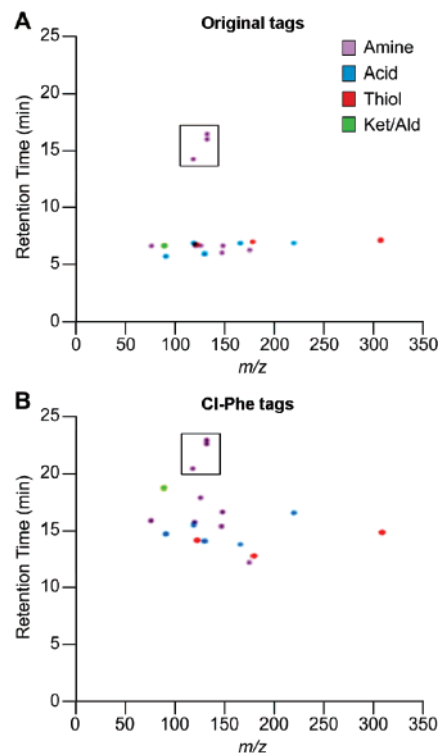 A
Original tags
Amine
Acid
Thiol
Ket/Ald
Retention Time (min)
25
20
15
10
5
0
0 50 100 150 200 250 300 350
m/z
B
Cl-Phe tags
Retention Time (min)
25
20
15
10
5
0
0 50 100 150 200 250 300 350
m/z